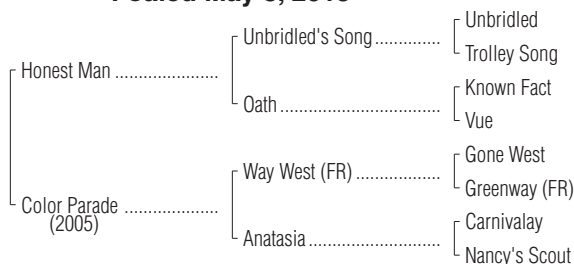 Unbridled
Unbridled's Song
Trolley Song
Honest Man
Known Fact
Oath
Vue
Gone West
Way West (FR)
Greenway (FR)
Color Parade
(2005)
Carnivalay
Anatasia
Nancy's Scout